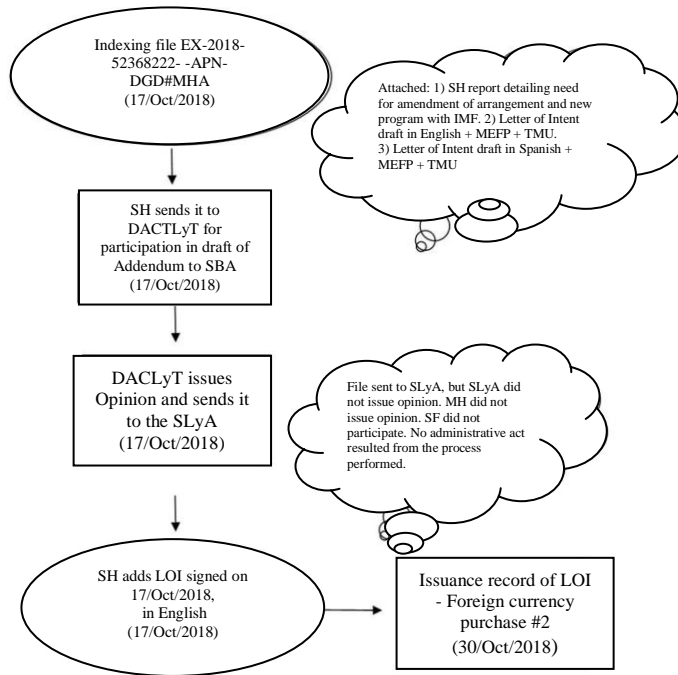 Indexing file EX-2018-
52368222- -APN-
DGD#MHA
(17/Oct/2018)
Attached: 1) SH report detailing need
for amendment of arrangement and new
program with IMF. 2) Letter of Intent
draft in English + MEFP + TMU.
3) Letter of Intent draft in Spanish +
MEFP + TMU
SH sends it to
DACTLyT for
participation in draft of
Addendum to SBA
(17/Oct/2018)
DACLyT issues
Opinion and sends it
to the SLyA
(17/Oct/2018)
File sent to SLyA, but SLyA did
not issue opinion. MH did not
issue opinion. SF did not
participate. No administrative act
resulted from the process
performed.
SH adds LOI signed on
17/Oct/2018,
in English
(17/Oct/2018)
Issuance record of LOI
- Foreign currency
purchase #2
(30/Oct/2018)